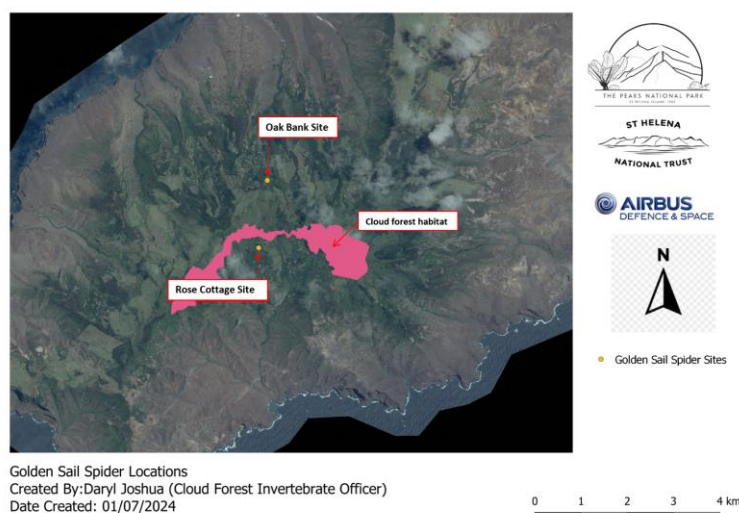 Oak Bank Site
Cloud forest habitat
Rose Cottage Site
THE PEAKS NATIONAL PARK
ST HELENA
NATIONAL TRUST
AIRBUS
DEFENCE & SPACE
N
Golden Sail Spider Sites
Golden Sail Spider Locations
Created By:Daryl Joshua (Cloud Forest Invertebrate Officer)
Date Created: 01/07/2024
0 1 2 3 4 km